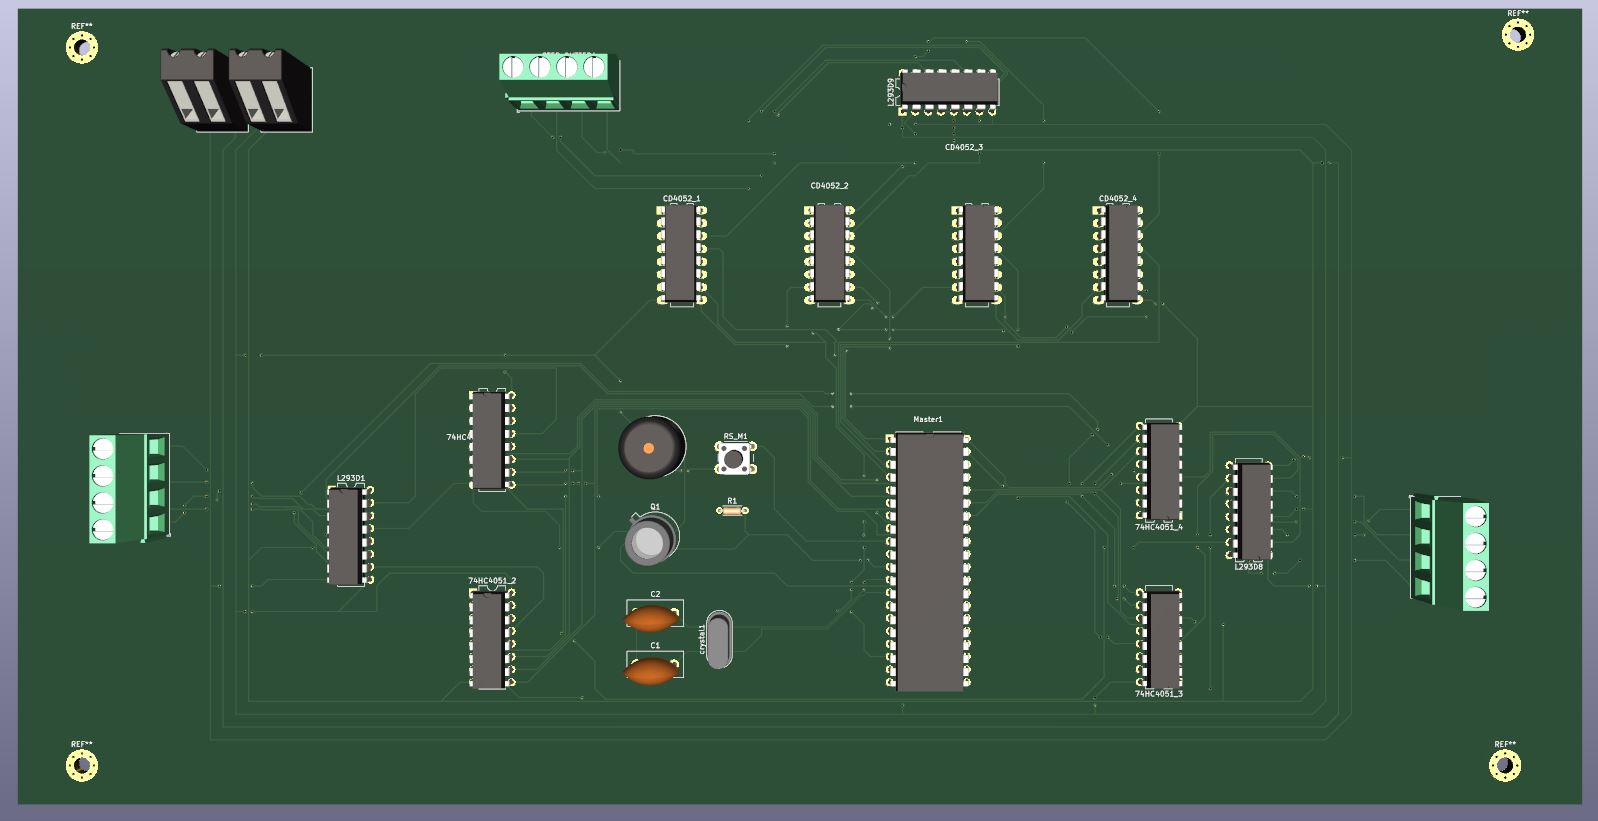 REF**
REF**
L293D9
CD4052_3
CD4052_1
CD4052_2
CD4052_4
Master1
74HC4
RS_M1
L293D1
R1
Q1
74HC4051_4
L293D8
74HC4051_2
C2
crystal1
C1
74HC4051_3
REF**
REF**